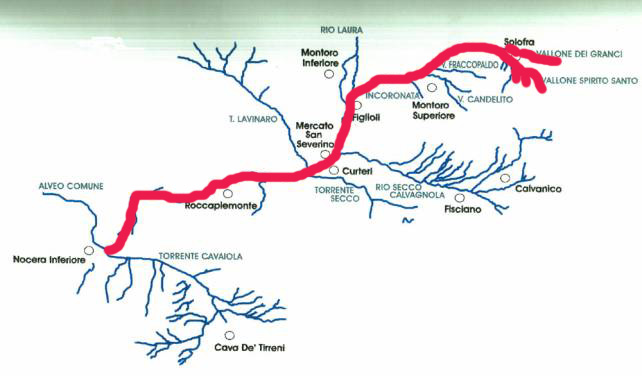 RIO LAURA
Solofra
Montoro
Inferiore
VALLONE DEI GRANCI
V. FRACCOPALDO
VALLONE SPIRITO SANTO
INCORONATA
V. CANDELITO
Montoro
Superiore
T. LAVINARO
Figlioli
Mercato
San
Severino
Curteri
ALVEO COMUNE
TORRENTE
SECCO
RIO SECCO
CALVAGNOLA
Calvanico
Roccapiemonte
Fisciano
Nocera Inferiore
TORRENTE CAVAIOLA
Cava De' Tirreni